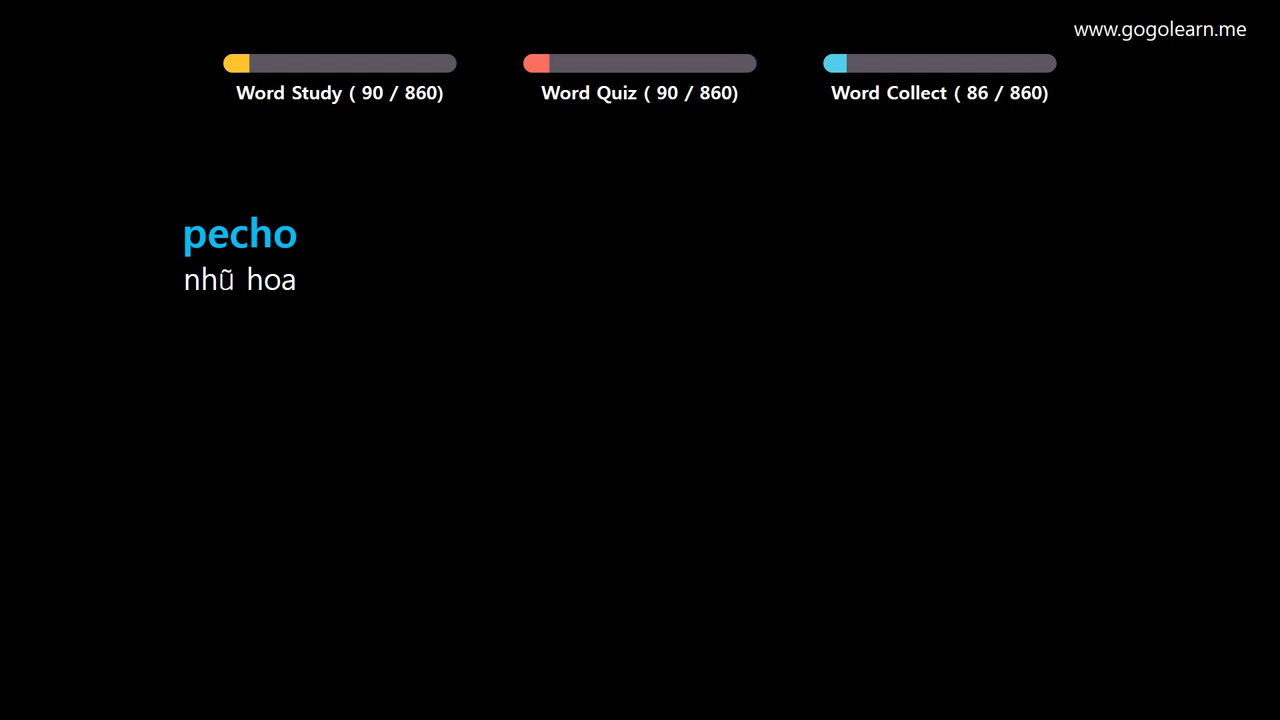 www.gogolearn.me
Word Study ( 90 / 860)
Word Quiz ( 90 / 860)
Word Collect ( 86 / 860)
pecho
nhũ hoa